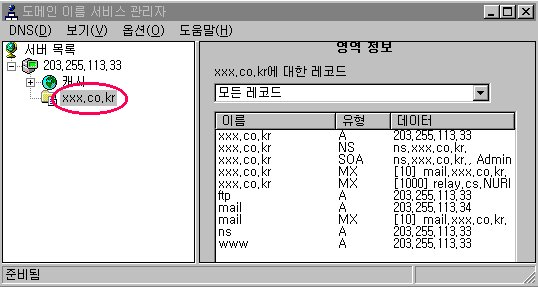 도메인 이름 서비스 관리자
DNS(D) 보기(V) 옵션(O) 도움말(H)
서버 목록
203.255.113.33
캐시
xxx.co.kr
영역 정보
xxx.co.kr에 대한 레코드
모든 레코드
이름 유형 데이터
xxx.co.kr A 203.255.113.33
xxx.co.kr NS ns.xxx.co.kr.
xxx.co.kr SOA ns.xxx.co.kr., Admin
xxx.co.kr MX [10] mail.xxx.co.kr.
xxx.co.kr MX [1000] relay.cs.NURI
ftp A 203.255.113.33
mail A 203.255.113.34
mail MX [10] mail.xxx.co.kr.
ns A 203.255.113.33
www A 203.255.113.33
준비됨